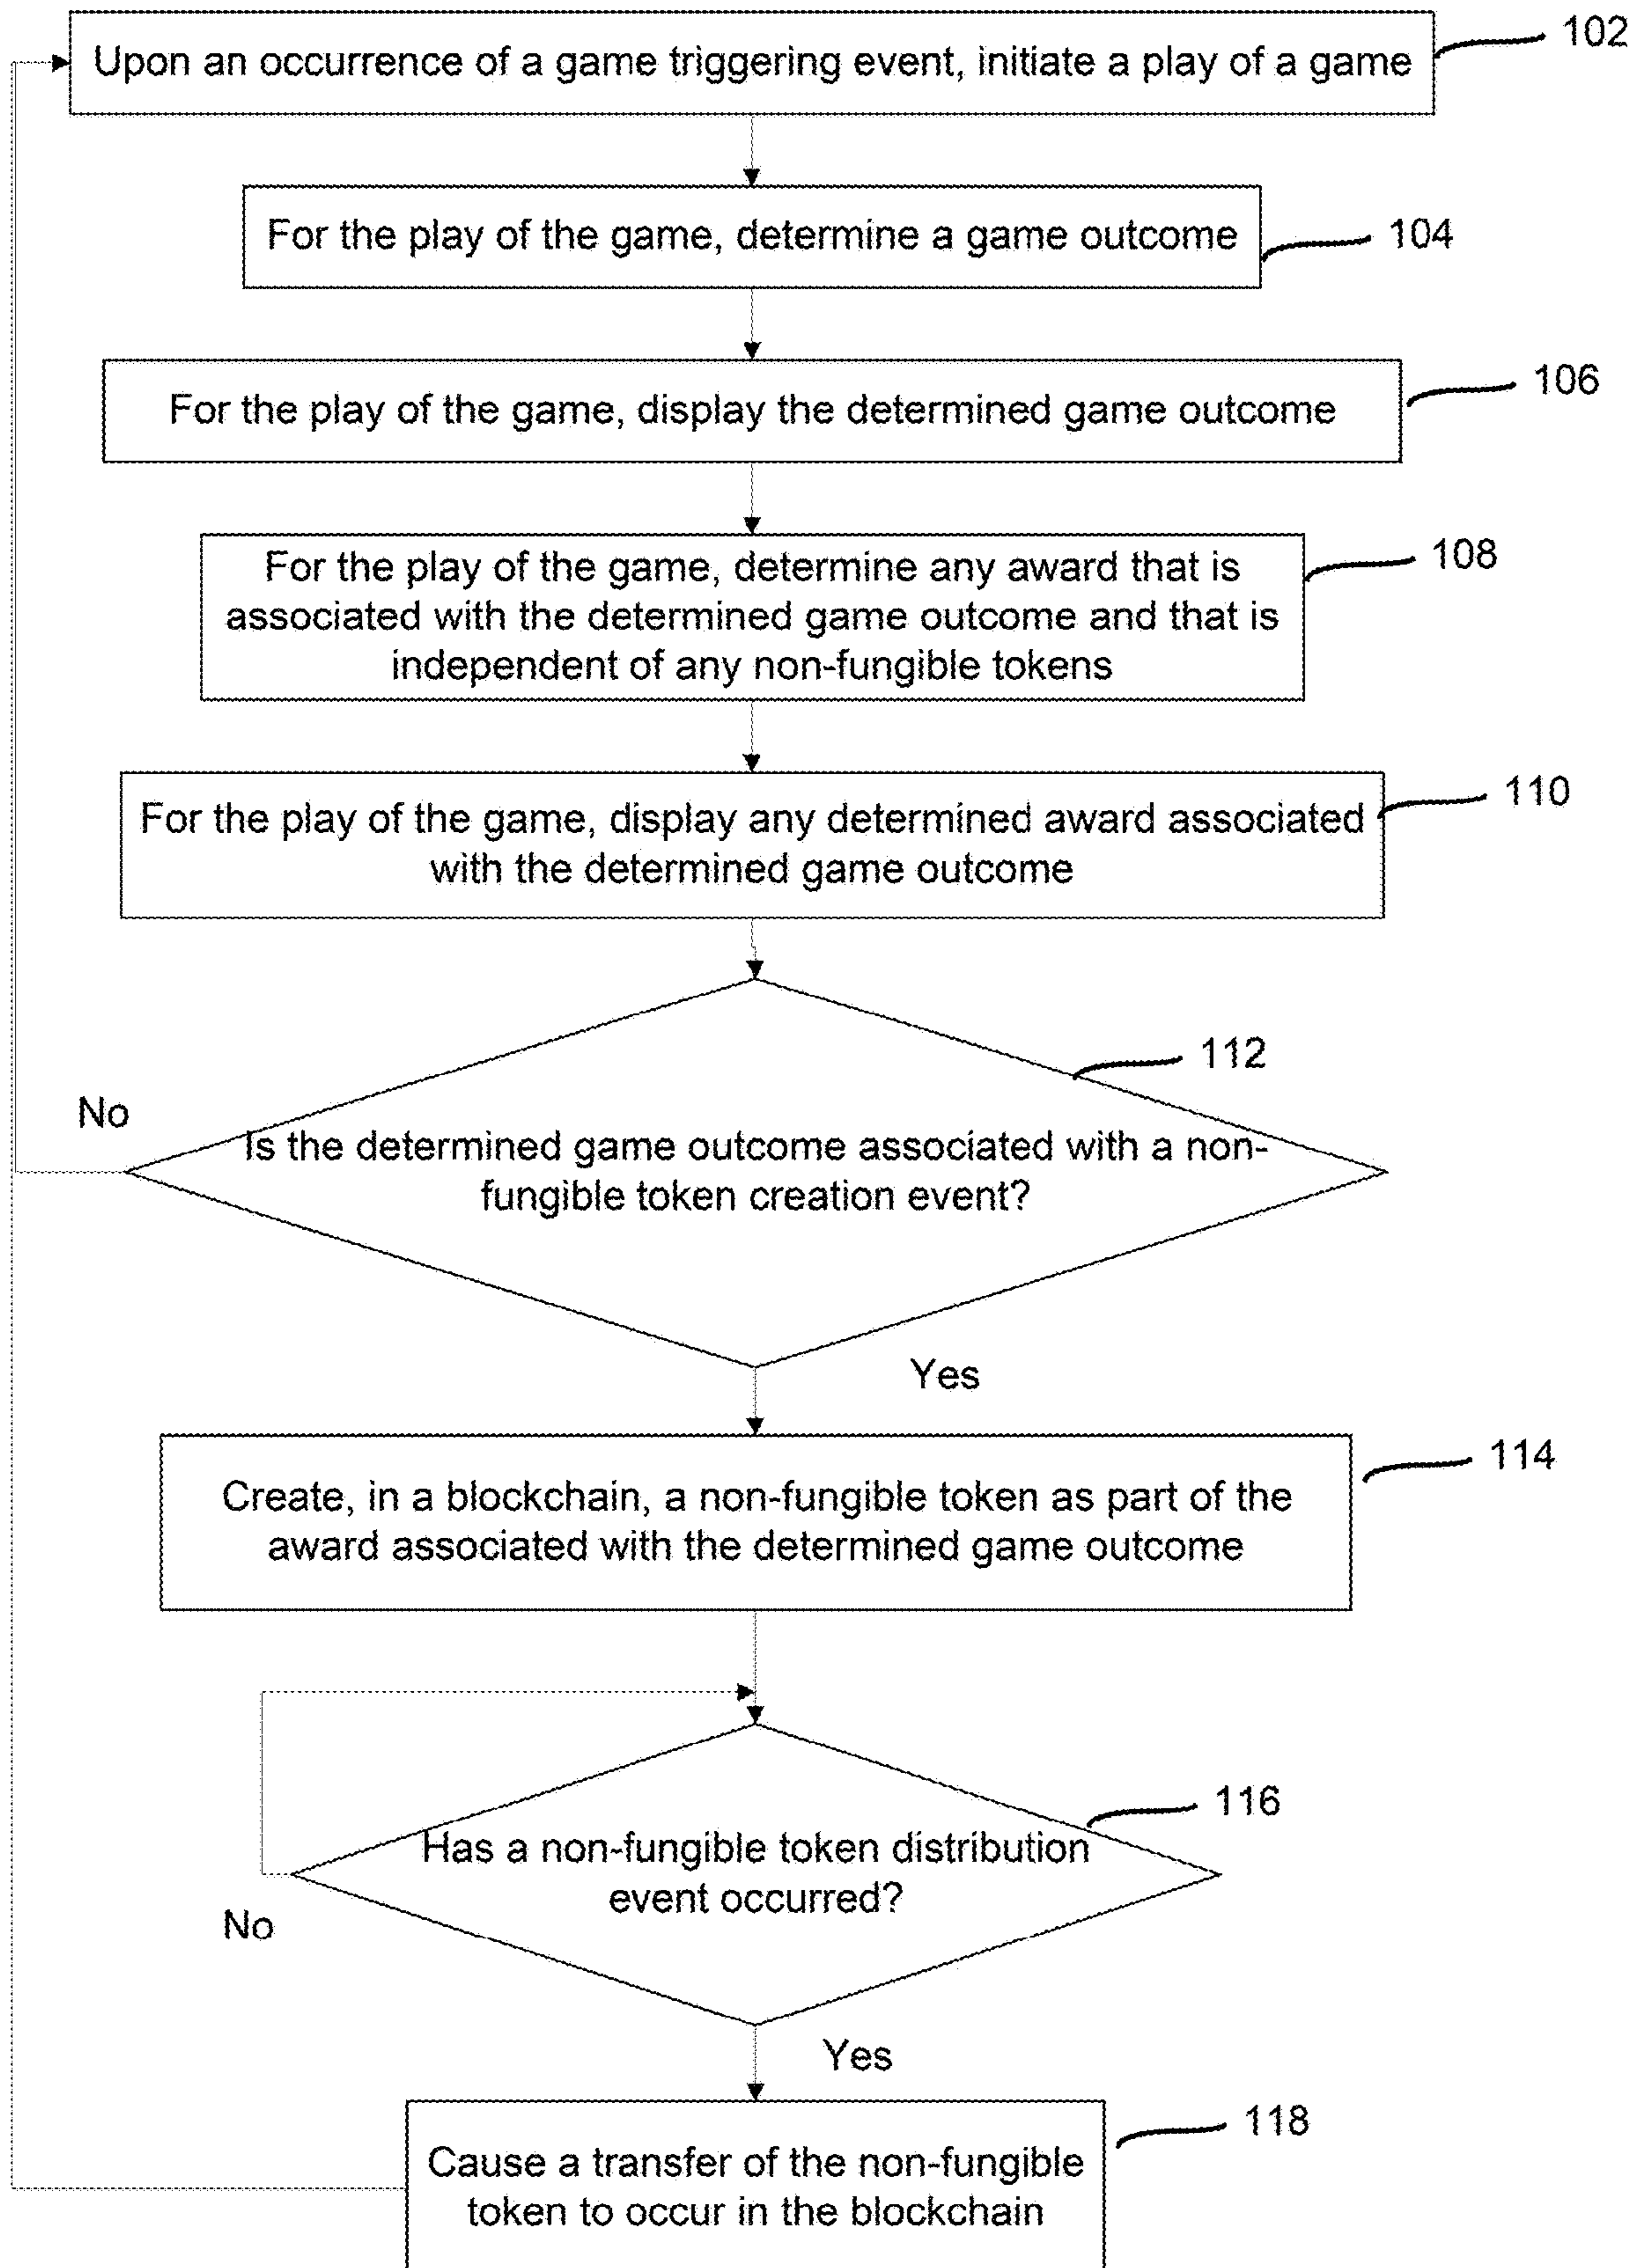 Upon an occurrence of a game triggering event, initiate a play of a game
102
For the play of the game, determine a game outcome
104
For the play of the game, display the determined game outcome
106
For the play of the game, determine any award that is
associated with the determined game outcome and that is
independent of any non-fungible tokens
108
For the play of the game, display any determined award associated
with the determined game outcome
110
112
No
Is the determined game outcome associated with a non-
fungible token creation event?
Yes
114
Create, in a blockchain, a non-fungible token as part of the
award associated with the determined game outcome
116
Has a non-fungible token distribution
event occurred?
No
Yes
118
Cause a transfer of the non-fungible
token to occur in the blockchain